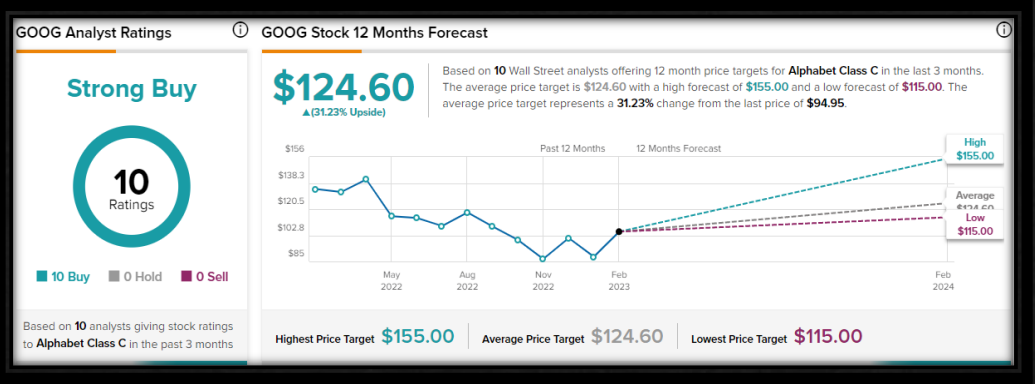 GOOG Analyst Ratings
Strong Buy
10
Ratings
10 Buy 0 Hold 0 Sell
Based on 10 analysts giving stock ratings
to Alphabet Class C in the past 3 months
GOOG Stock 12 Months Forecast
$124.60
▲(31.23% Upside)
Based on 10 Wall Street analysts offering 12 month price targets for Alphabet Class C in the last 3 months.
The average price target is $124.60 with a high forecast of $155.00 and a low forecast of $115.00. The
average price target represents a 31.23% change from the last price of $94.95.
Past 12 Months 12 Months Forecast
$156
$138.3
$120.5
$102.8
$85
High
$155.00
Average
$124.60
Low
$115.00
May
2022
Aug
2022
Nov
2022
Feb
2023
Feb
2024
Highest Price Target $155.00 Average Price Target $124.60 Lowest Price Target $115.00